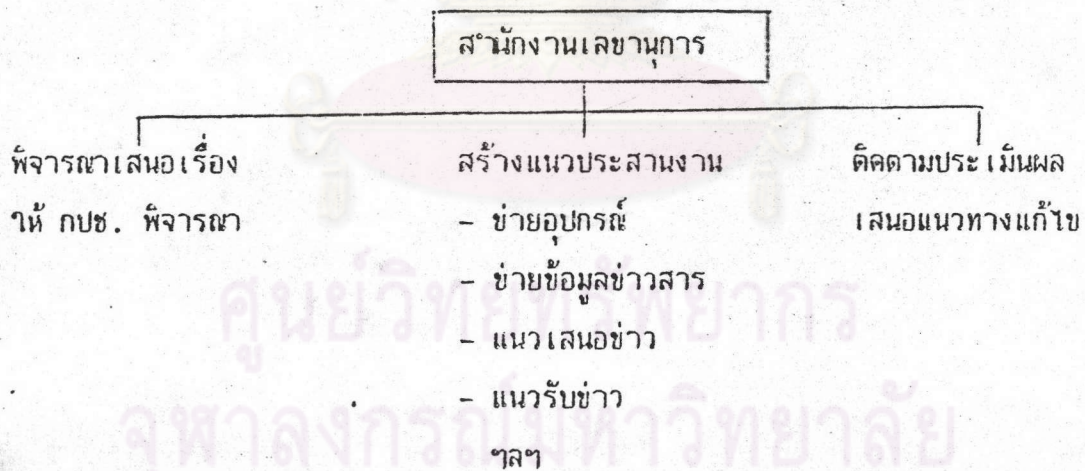 สำนักงานเลขานุการ
พิจารณาเสนอเรื่อง
ให้ กปช. พิจารณา
สร้างแนวประสานงาน
- ข่ายอุปกรณ์
- ข่ายข้อมูลข่าวสาร
- แนวเสนอข่าว
- แนวรับข่าว
ฯลฯ
ติดตามประเมินผล
เสนอแนวทางแก้ไข
ศูนย์วิทยทรัพยากร
จุฬาลงกรณ์มหาวิทยาลัย